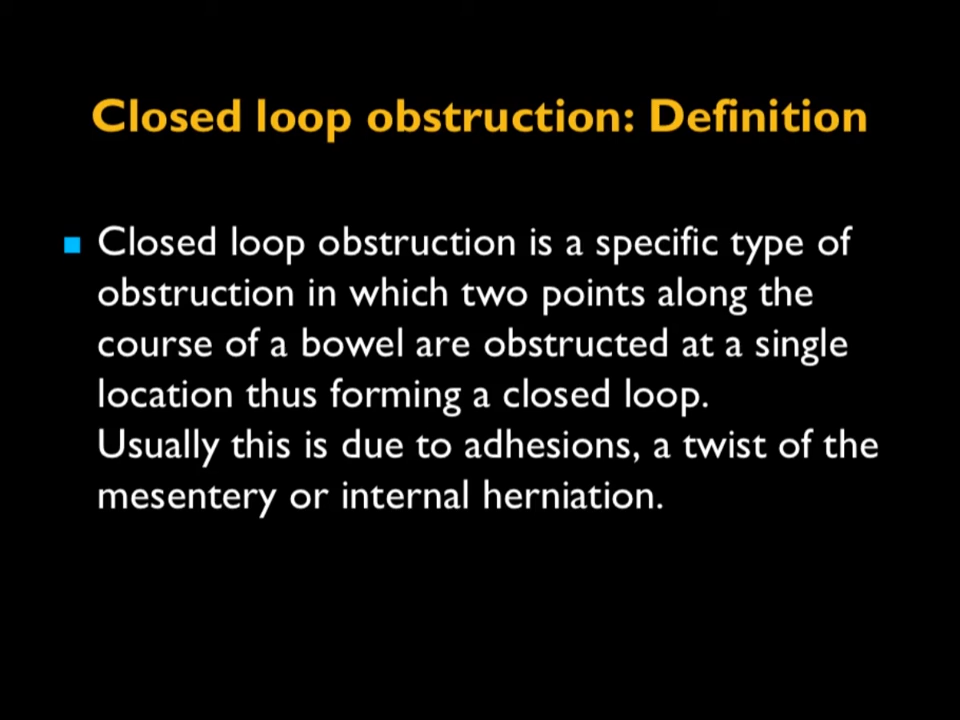 Closed loop obstruction: Definition
Closed loop obstruction is a specific type of
obstruction in which two points along the
course of a bowel are obstructed at a single
location thus forming a closed loop.
Usually this is due to adhesions, a twist of the
mesentery or internal herniation.